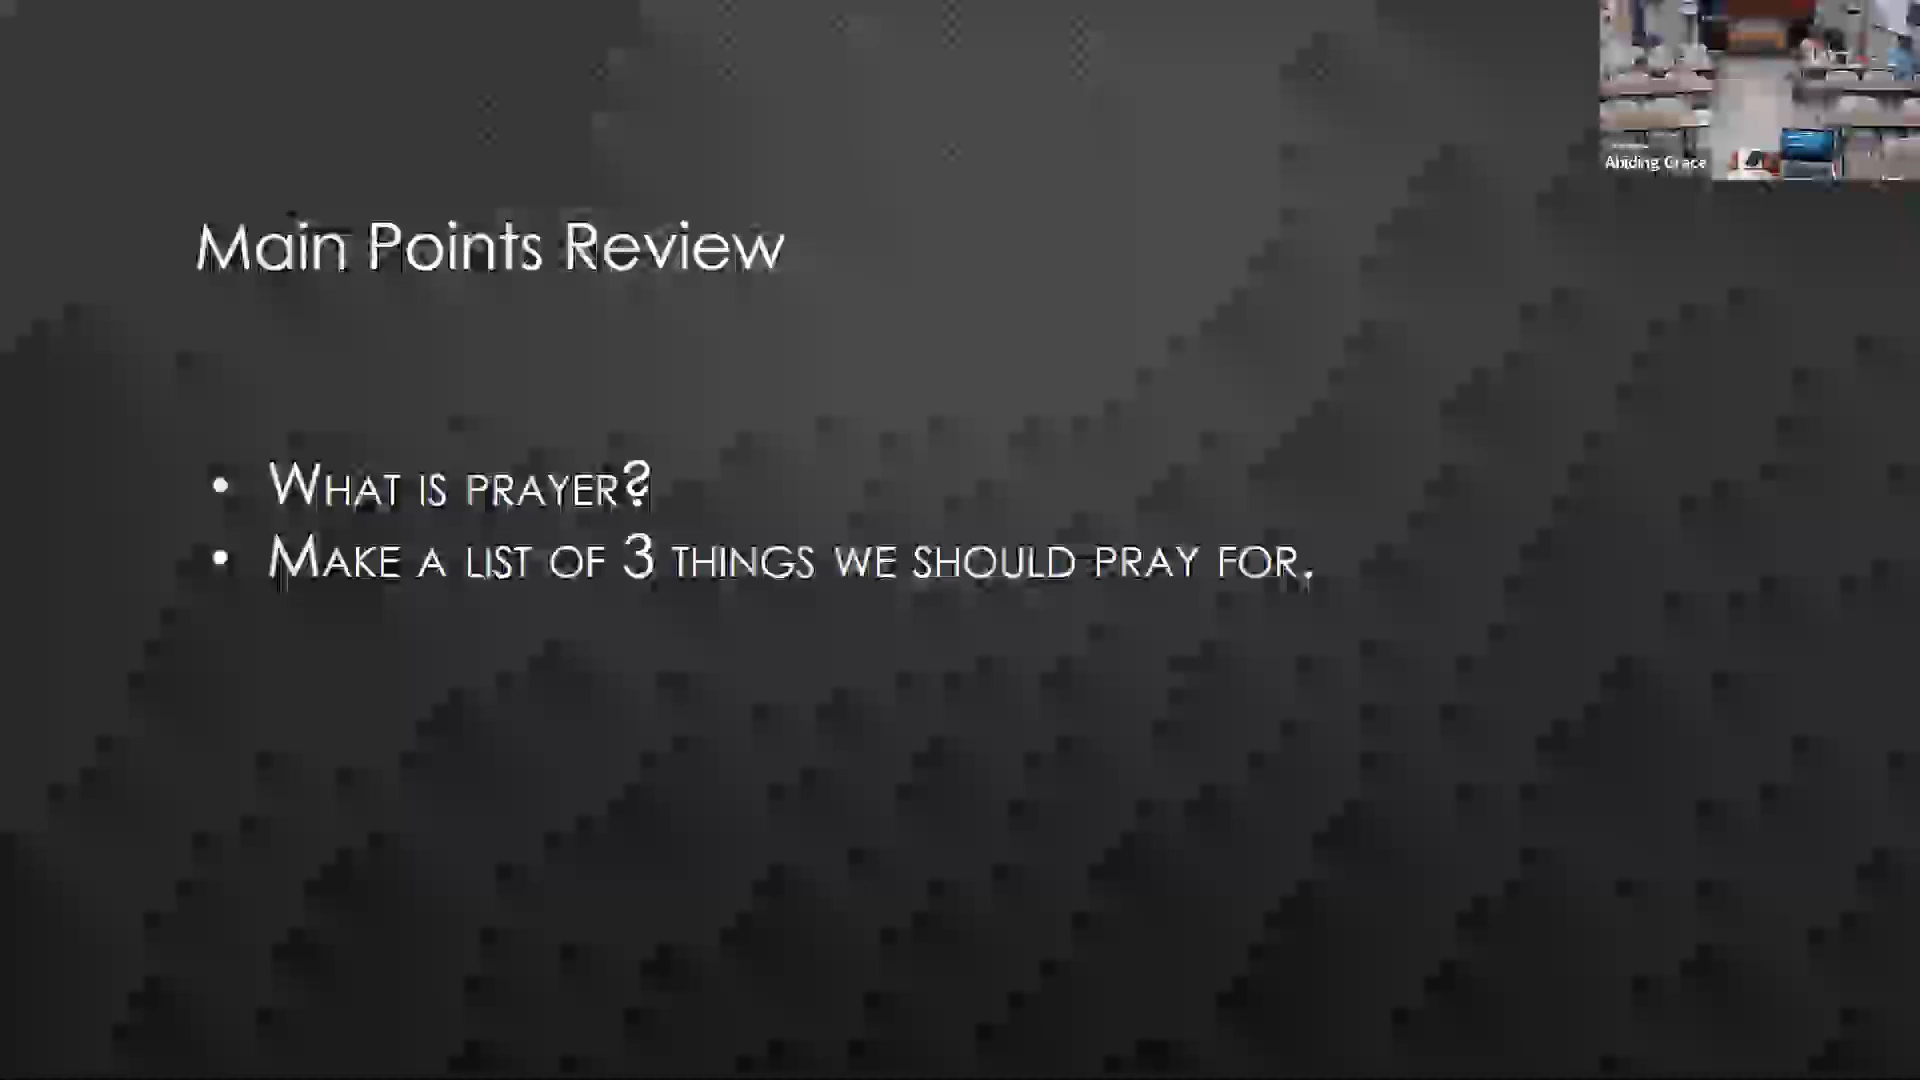 Main Points Review
• What is prayer?
• Make a list of 3 things we should pray for.
Abiding Grace